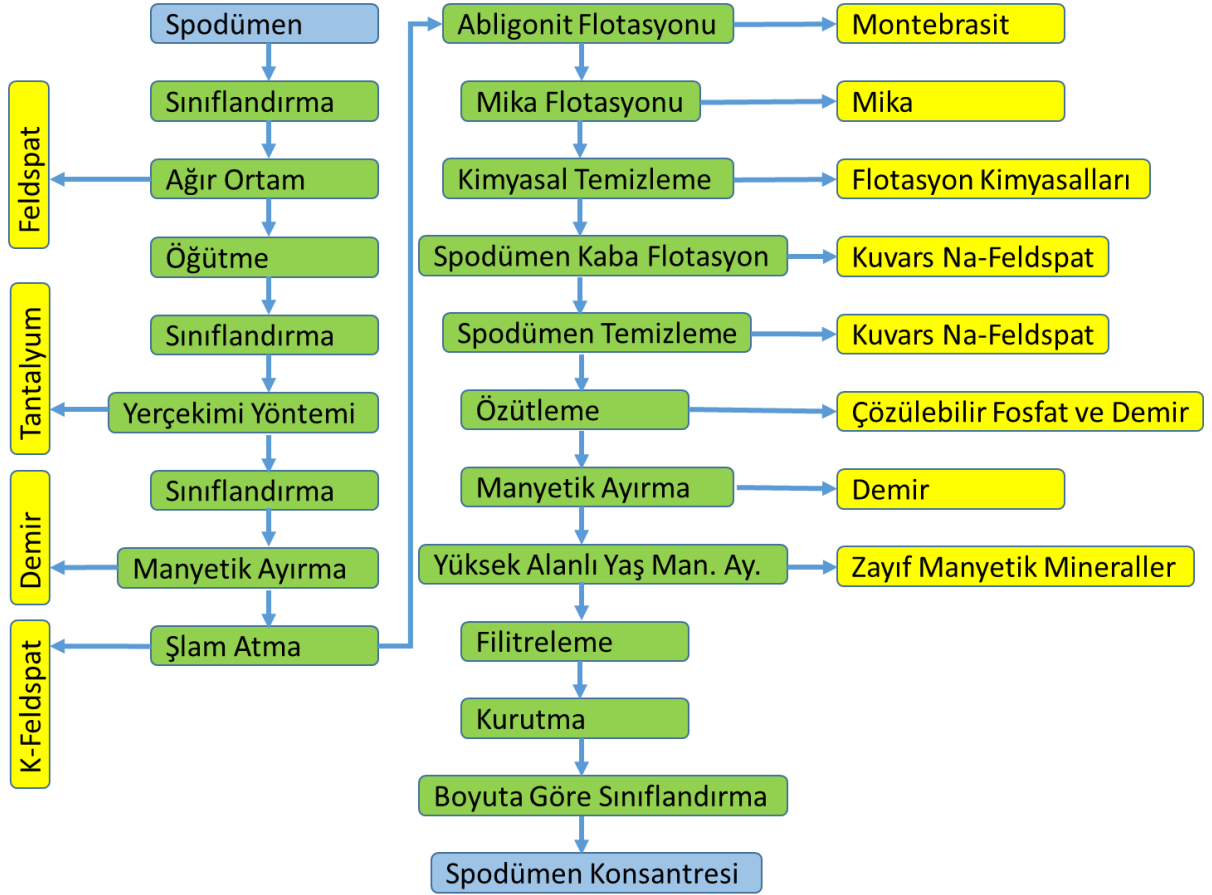 Spodümen
Sınıflandırma
Ağır Ortam
Feldspat
Öğütme
Sınıflandırma
Yerçekimi Yöntemi
Tantalyum
Sınıflandırma
Manyetik Ayırma
Demir
Şlam Atma
K-Feldspat
Abligonit Flotasyonu
Montebrasit
Mika Flotasyonu
Mika
Kimyasal Temizleme
Flotasyon Kimyasalları
Spodümen Kaba Flotasyon
Kuvars Na-Feldspat
Spodümen Temizleme
Kuvars Na-Feldspat
Özütleme
Çözülebilir Fosfat ve Demir
Manyetik Ayırma
Demir
Yüksek Alanlı Yaş Man. Ay.
Zayıf Manyetik Mineraller
Filitreleme
Kurutma
Boyuta Göre Sınıflandırma
Spodümen Konsantresi